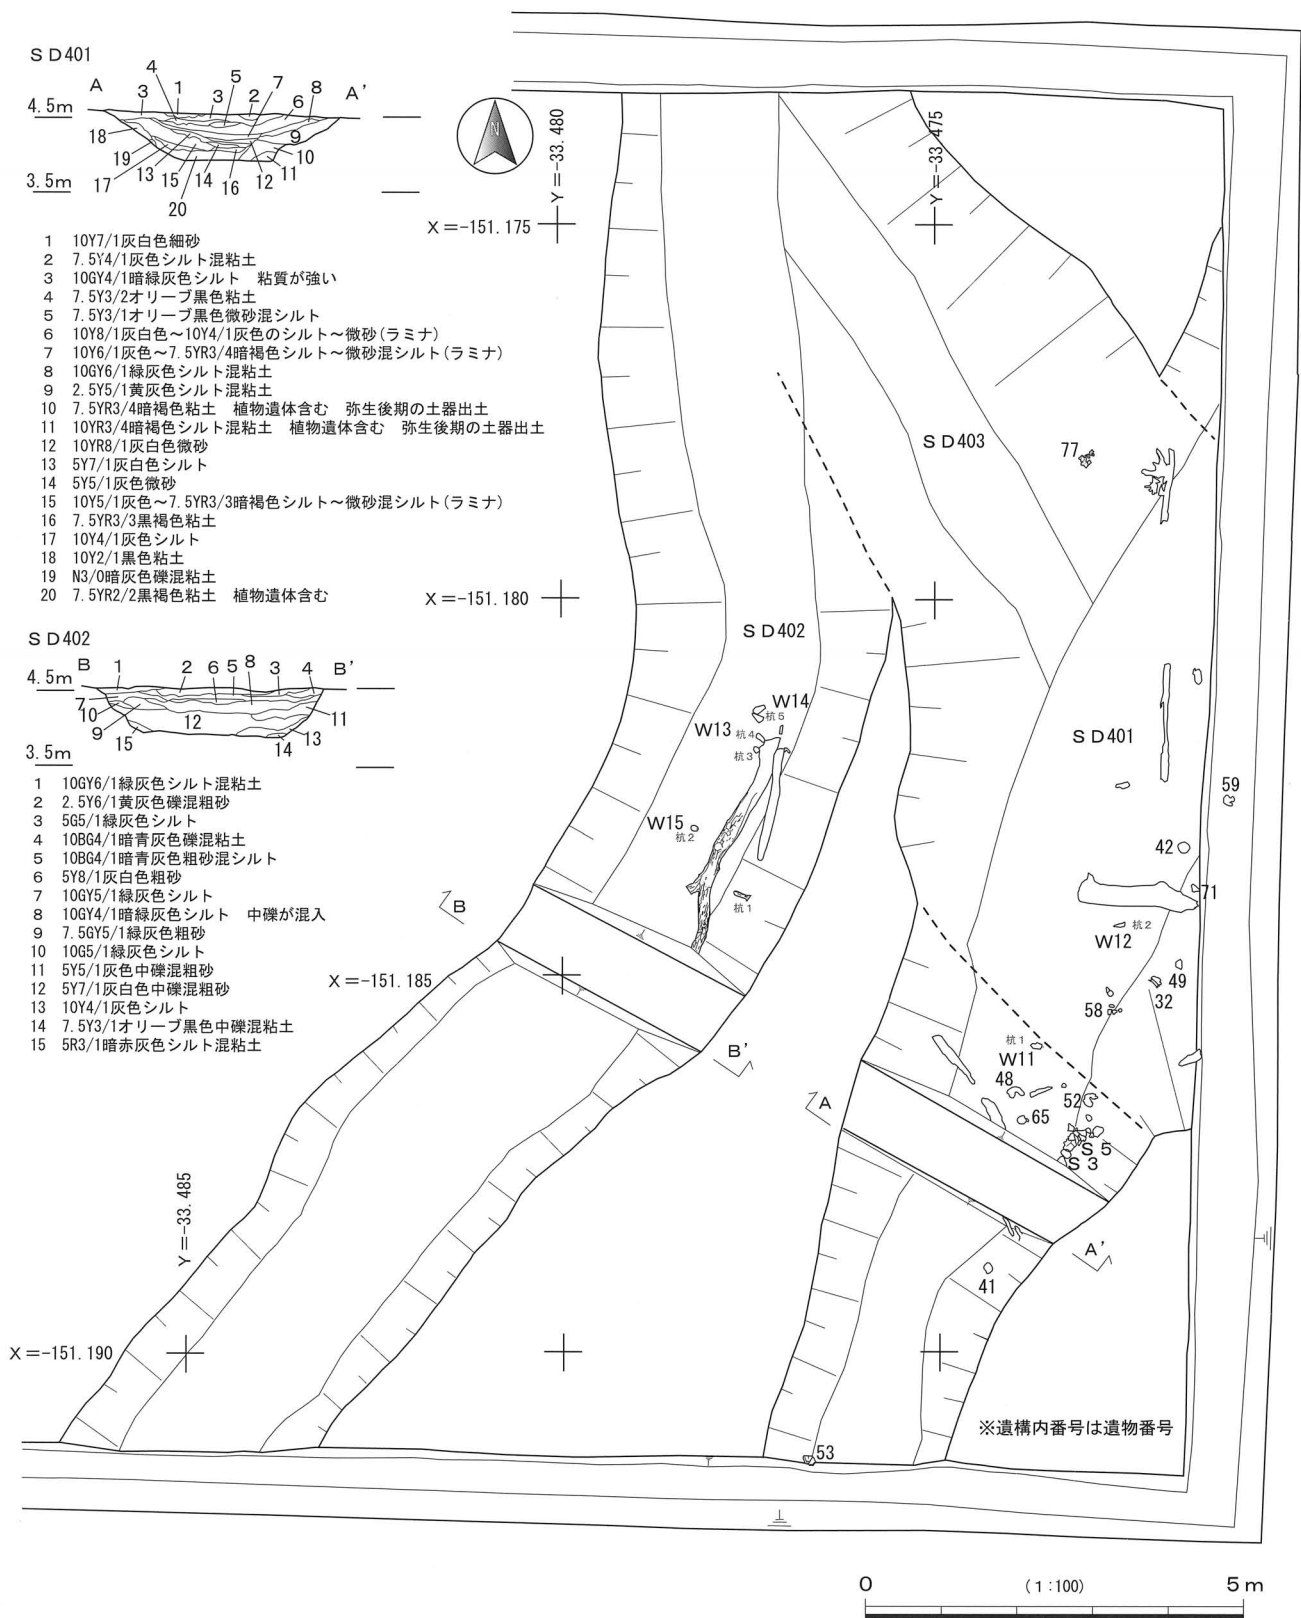 ＳＤ401
A 3 4 1 3 5 2 7 6 8 A'
4.5m
18 9
19 10
17 13 15 14 16 12 11
3.5m
20
1 10Y7/1灰白色細砂
2 7.5Y4/1灰色シルト混粘土
3 10GY4/1暗緑灰色シルト 粘質が強い
4 7.5Y3/2オリーブ黒色粘土
5 7.5Y3/1オリーブ黒色微砂混シルト
6 10Y8/1灰白色～10Y4/1灰色のシルト～微砂(ラミナ)
7 10Y6/1灰色～7.5YR3/4暗褐色シルト～微砂混シルト(ラミナ)
8 10GY6/1緑灰色シルト混粘土
9 2.5Y5/1黄灰色シルト混粘土
10 7.5YR3/4暗褐色粘土 植物遺体含む 弥生後期の土器出土
11 10YR3/4暗褐色シルト混粘土 植物遺体含む 弥生後期の土器出土
12 10YR8/1灰白色微砂
13 5Y7/1灰白色シルト
14 5Y5/1灰色微砂
15 10Y5/1灰色～7.5YR3/3暗褐色シルト～微砂混シルト(ラミナ)
16 7.5YR3/3黒褐色粘土
17 10Y4/1灰色シルト
18 10Y2/1黒色粘土
19 N3/0暗灰色礫混粘土
20 7.5YR2/2黒褐色粘土 植物遺体含む
ＳＤ402
B 1 2 6 5 8 3 4 B'
4.5m
7
10 12 11
9 13
15 14
3.5m
1 10GY6/1緑灰色シルト混粘土
2 2.5Y6/1黄灰色礫混粗砂
3 5G5/1緑灰色シルト
4 10BG4/1暗青灰色礫混粘土
5 10BG4/1暗青灰色粗砂混シルト
6 5Y8/1灰白色粗砂
7 10GY5/1緑灰色シルト
8 10GY4/1暗緑灰色シルト 中礫が混入
9 7.5GY5/1緑灰色粗砂
10 10G5/1緑灰色シルト
11 5Y5/1灰色中礫混粗砂
12 5Y7/1灰白色中礫混粗砂
13 10Y4/1灰色シルト
14 7.5Y3/1オリーブ黒色中礫混粘土
15 5R3/1暗赤灰色シルト混粘土
N
Y＝-33.480
Y＝-33.475
X＝-151.175
ＳＤ403
77
X＝-151.180
ＳＤ402
W14
杭5
W13 杭4
杭3
ＳＤ401
59
W15
杭2
42
71
杭1
B
杭2
W12
49
32
X＝-151.185
58
杭1
W11
B'
48
52
A
65
S 5
S 3
Y＝-33.485
A'
41
X＝-151.190
※遺構内番号は遺物番号
53
0 (1:100) 5m